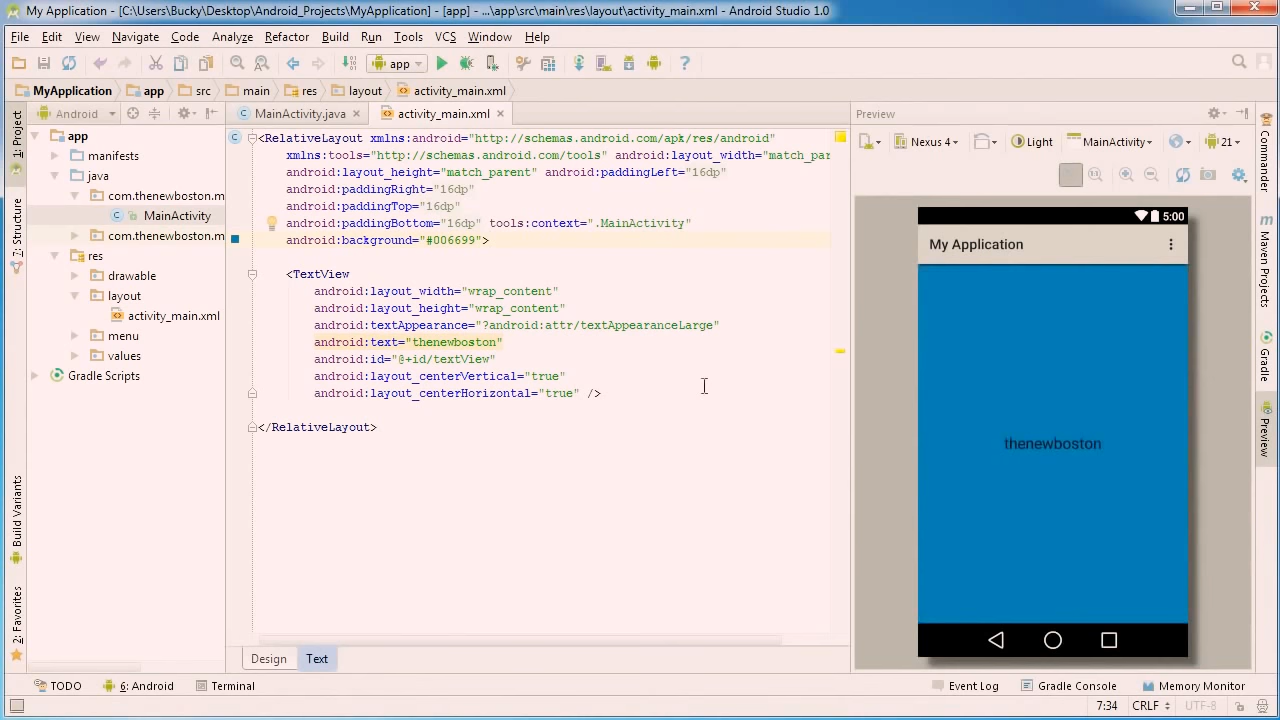 My Application - [C:\Users\Bucky\Desktop\Android_Projects\MyApplication] - [app] - ...\app\src\main\res\layout\activity_main.xml - Android Studio 1.0
File Edit View Navigate Code Analyze Refactor Build Run Tools VCS Window Help
app
MyApplication app src main res layout activity_main.xml
Android MainActivity.java activity_main.xml Preview
1: Project
7: Structure
Build Variants
2: Favorites
app
manifests
java
com.thenewboston.m
MainActivity
com.thenewboston.m
res
drawable
layout
activity_main.xml
menu
values
Gradle Scripts
<RelativeLayout xmlns:android="http://schemas.android.com/apk/res/android"
xmlns:tools="http://schemas.android.com/tools" android:layout_width="match_par
android:layout_height="match_parent" android:paddingLeft="16dp"
android:paddingRight="16dp"
android:paddingTop="16dp"
android:paddingBottom="16dp" tools:context=".MainActivity"
android:background="#006699">
<TextView
android:layout_width="wrap_content"
android:layout_height="wrap_content"
android:textAppearance="?android:attr/textAppearanceLarge"
android:text="thenewboston"
android:id="@+id/textView"
android:layout_centerVertical="true"
android:layout_centerHorizontal="true" />
</RelativeLayout>
Design Text
Nexus 4 Light MainActivity 21
5:00
My Application
thenewboston
Commander
Maven Projects
Gradle
Preview
TODO 6: Android Terminal Event Log Gradle Console Memory Monitor
7:34 CRLF UTF-8